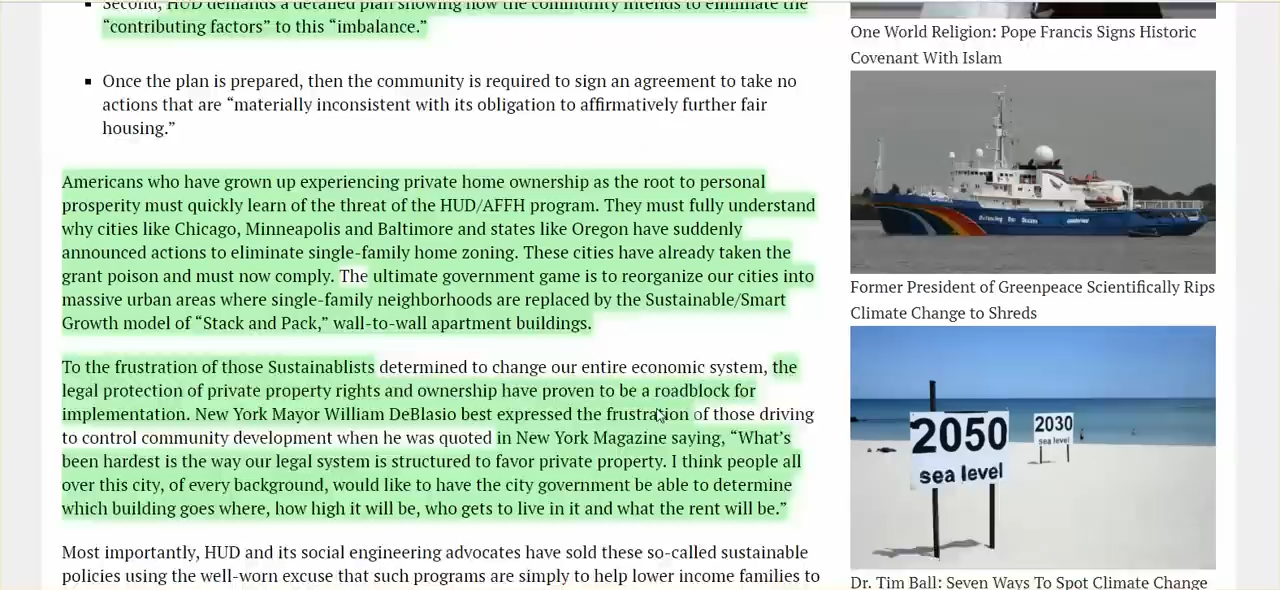 Second, HUD demands a detailed plan showing how the community intends to eliminate the
“contributing factors” to this “imbalance.”
Once the plan is prepared, then the community is required to sign an agreement to take no
actions that are “materially inconsistent with its obligation to affirmatively further fair
housing.”
Americans who have grown up experiencing private home ownership as the root to personal
prosperity must quickly learn of the threat of the HUD/AFFH program. They must fully understand
why cities like Chicago, Minneapolis and Baltimore and states like Oregon have suddenly
announced actions to eliminate single-family home zoning. These cities have already taken the
grant poison and must now comply. The ultimate government game is to reorganize our cities into
massive urban areas where single-family neighborhoods are replaced by the Sustainable/Smart
Growth model of “Stack and Pack,” wall-to-wall apartment buildings.
To the frustration of those Sustainablists determined to change our entire economic system, the
legal protection of private property rights and ownership have proven to be a roadblock for
implementation. New York Mayor William DeBlasio best expressed the frustration of those driving
to control community development when he was quoted in New York Magazine saying, “What’s
been hardest is the way our legal system is structured to favor private property. I think people all
over this city, of every background, would like to have the city government be able to determine
which building goes where, how high it will be, who gets to live in it and what the rent will be.”
Most importantly, HUD and its social engineering advocates have sold these so-called sustainable
policies using the well-worn excuse that such programs are simply to help lower income families to
One World Religion: Pope Francis Signs Historic
Covenant With Islam
Former President of Greenpeace Scientifically Rips
Climate Change to Shreds
2050
sea level
2030
sea level
Dr. Tim Ball: Seven Ways To Spot Climate Change